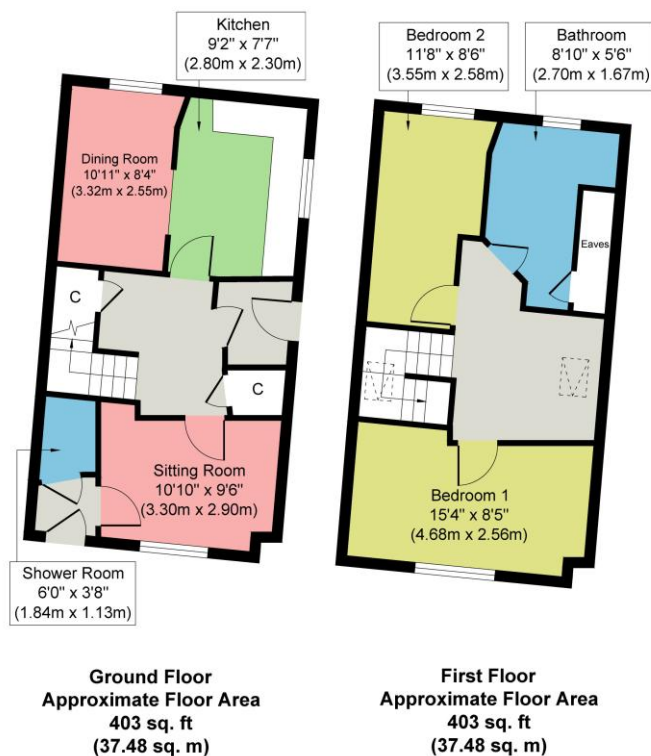 Kitchen
9'2" x 7'7"
(2.80m x 2.30m)
Dining Room
10'11" x 8'4"
(3.32m x 2.55m)
C
C
Sitting Room
10'10" x 9'6"
(3.30m x 2.90m)
Shower Room
6'0" x 3'8"
(1.84m x 1.13m)
Ground Floor
Approximate Floor Area
403 sq. ft
(37.48 sq. m)
Bedroom 2
11'8" x 8'6"
(3.55m x 2.58m)
Bathroom
8'10" x 5'6"
(2.70m x 1.67m)
Eaves
Bedroom 1
15'4" x 8'5"
(4.68m x 2.56m)
First Floor
Approximate Floor Area
403 sq. ft
(37.48 sq. m)